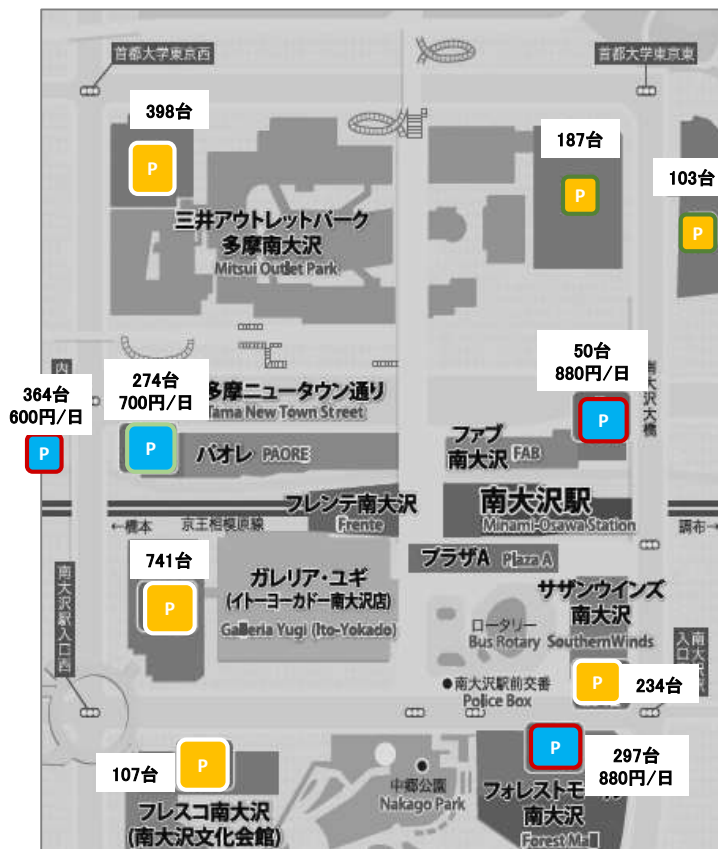 首都大学東京西
首都大学東京東
398台
P
187台
P
103台
P
三井アウトレットパーク
多摩南大沢
Mitsui Outlet Park
内
364台
600円/日
P
274台
700円/日
P
多摩ニュータウン通り
Tama New Town Street
50台
880円/日
P
南大沢大橋
パオレ PAORE
ファブ
南大沢 FAB
フレンテ南大沢
Frente
南大沢駅
Minami-Osawa Station
←橋本
京王相模原線
調布→
741台
P
プラザA Plaza A
ガレリア・ユギ
(イトーヨーカドー南大沢店)
Galleria Yugi (Ito-Yokado)
サザンウインズ
南大沢
SouthernWinds
ロータリー
Bus Rotary
南大沢駅入口西
南大沢
入口
●南大沢駅前交番
Police Box
P
234台
P
297台
880円/日
107台
P
中郷公園
Nakago Park
フォレストモ
南大沢
Forest Mall
フレスコ南大沢
(南大沢文化会館)